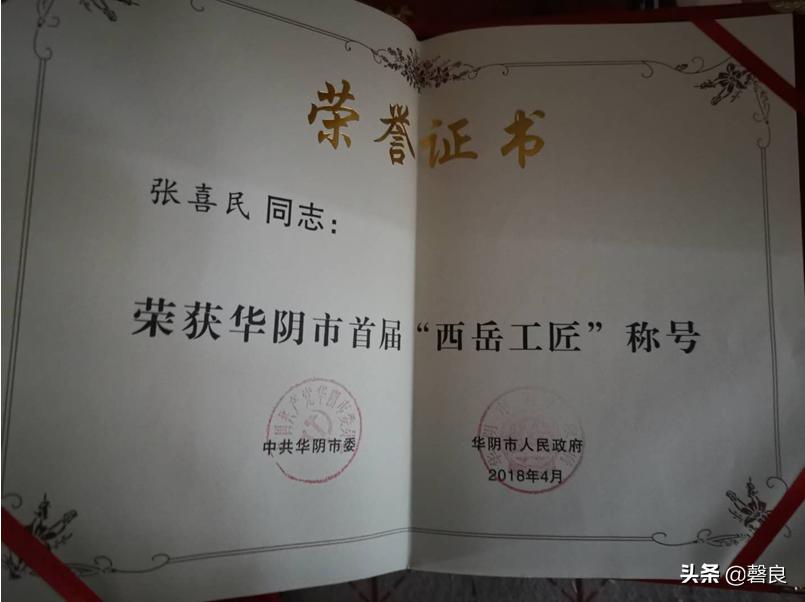 荣誉证书
张喜民 同志：
荣获华阴市首届“西岳工匠”称号
中共华阴市委
华阴市人民政府
2018年4月
头条 @罄良